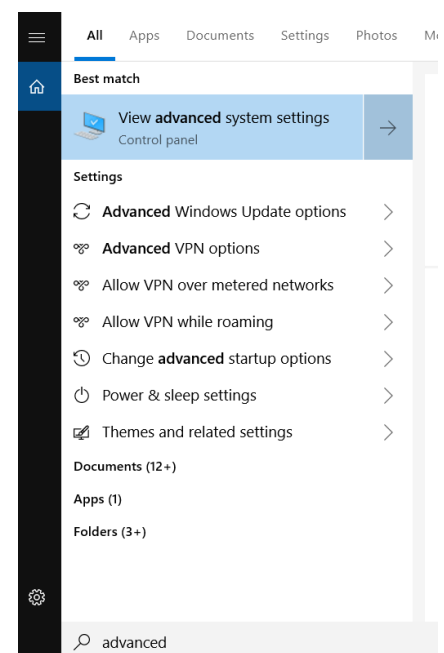 All Apps Documents Settings Photos
Best match
View advanced system settings
Control panel
Settings
Advanced Windows Update options
Advanced VPN options
Allow VPN over metered networks
Allow VPN while roaming
Change advanced startup options
Power & sleep settings
Themes and related settings
Documents (12+)
Apps (1)
Folders (3+)
advanced